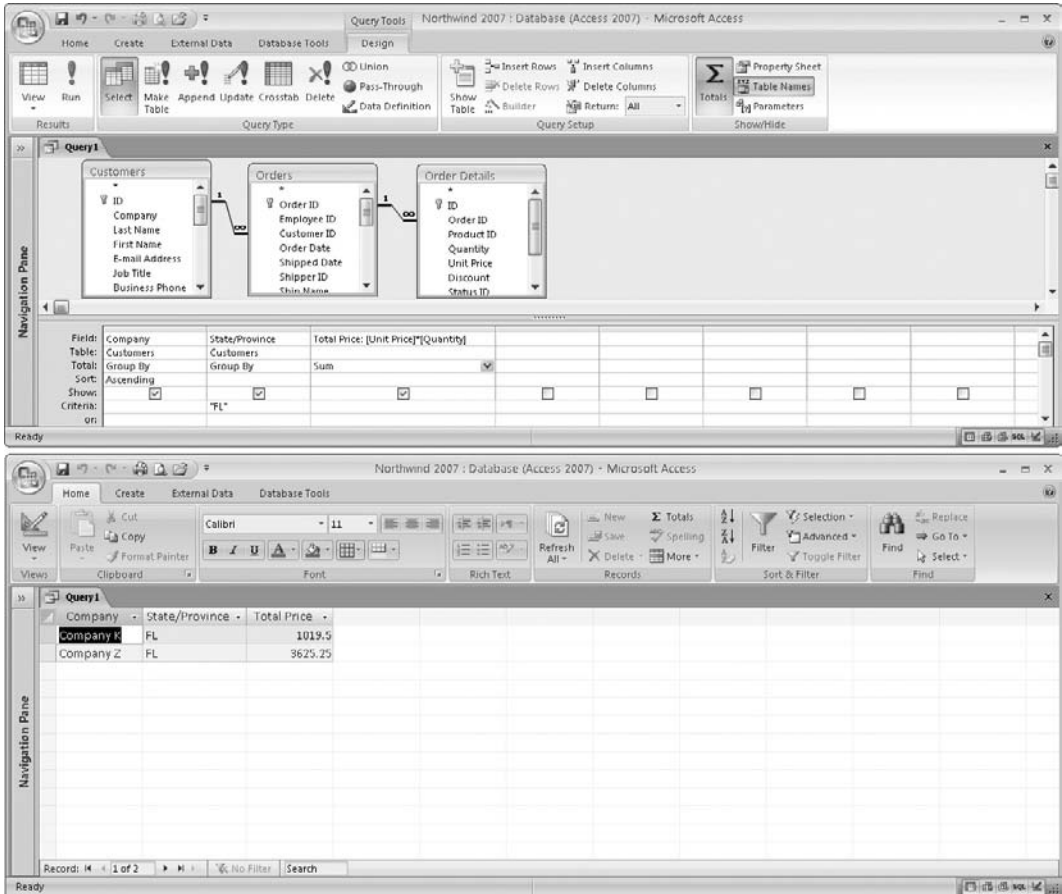 Query Tools Northwind 2007 : Database (Access 2007) - Microsoft Access
Home Create External Data Database Tools Design
View Run Select Make Table Append Update Crosstab Delete
Union
Pass-Through
Data Definition
Show Table
Insert Rows Insert Columns
Delete Rows Delete Columns
Builder Return: All
Totals
Property Sheet
Table Names
Parameters
Results Query Type Query Setup Show/Hide
Query1
Navigation Pane
Customers
*
ID
Company
Last Name
First Name
E-mail Address
Job Title
Business Phone
1
∞
Orders
*
Order ID
Employee ID
Customer ID
Order Date
Shipped Date
Shipper ID
Ship Name
1
∞
Order Details
*
ID
Order ID
Product ID
Quantity
Unit Price
Discount
Status ID
Field: Company State/Province Total Price: [Unit Price]*[Quantity]
Table: Customers Customers
Total: Group By Group By Sum
Sort: Ascending
Show:
Criteria: "FL"
or:
Ready SQL
Northwind 2007 : Database (Access 2007) - Microsoft Access
Home Create External Data Database Tools
View
Paste
Cut
Copy
Format Painter
Calibri 11
B I U A
Refresh All
New Totals
Save Spelling
Delete More
Filter
Selection
Advanced
Toggle Filter
Find
Replace
Go To
Select
Views Clipboard Font Rich Text Records Sort & Filter Find
Query1
Navigation Pane
Company State/Province Total Price
Company K FL 1019.5
Company Z FL 3625.25
Record: 1 of 2 No Filter Search
Ready SQL